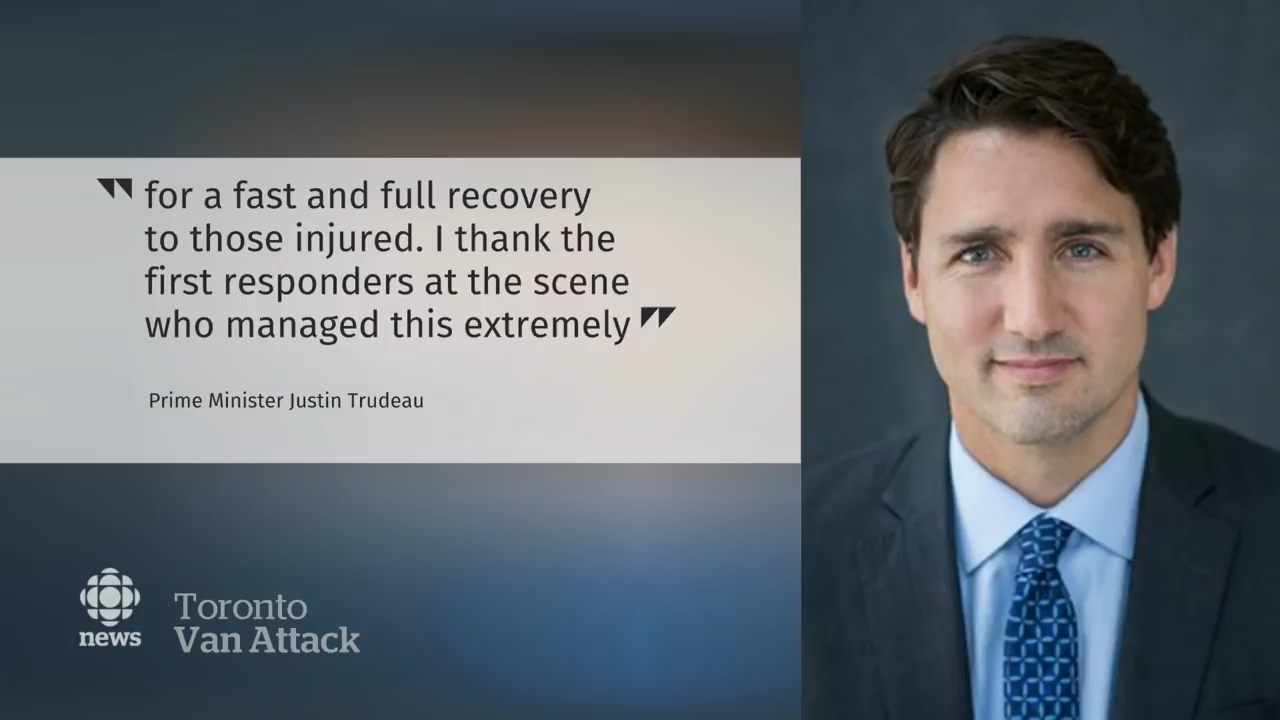 for a fast and full recovery
to those injured. I thank the
first responders at the scene
who managed this extremely
Prime Minister Justin Trudeau
news
Toronto
Van Attack